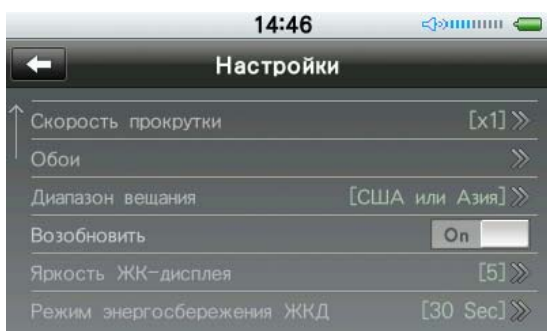 14:46
Настройки
Скорость прокрутки [x1]
Обои
Диапазон вещания [США или Азия]
Возобновить On
Яркость ЖК-дисплея [5]
Режим энергосбережения ЖКД [30 Sec]